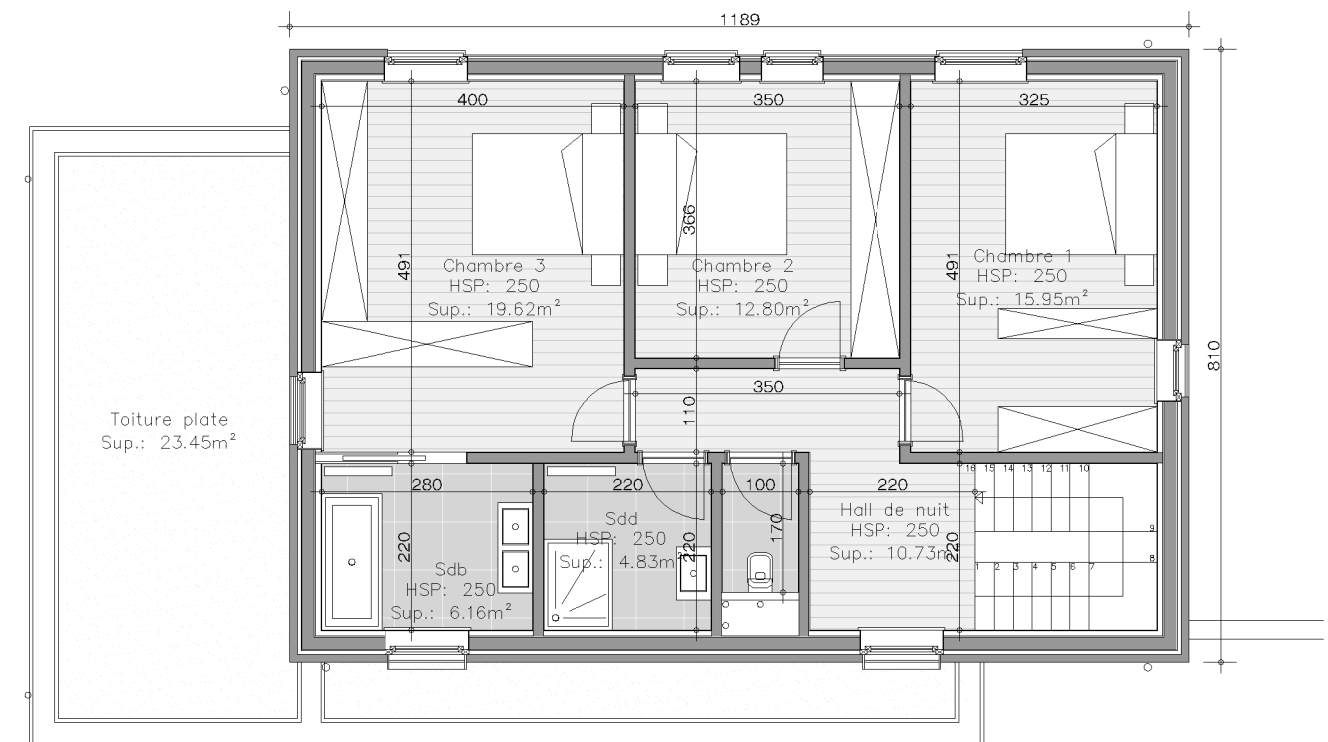 1189
400
350
325
366
491
491
Chambre 3
HSP: 250
Sup.: 19.62m²
Chambre 2
HSP: 250
Sup.: 12.80m²
Chambre 1
HSP: 250
Sup.: 15.95m²
810
Toiture plate
Sup.: 23.45m²
350
110
280
220
100
220
16 15 14 13 12 11 10
170
220
220
220
Hall de nuit
HSP: 250
Sup.: 10.73m²
Sdd
HSP: 250
Sup.: 4.83m²
Sdb
HSP: 250
Sup.: 6.16m²
9
8
1 2 3 4 5 6 7